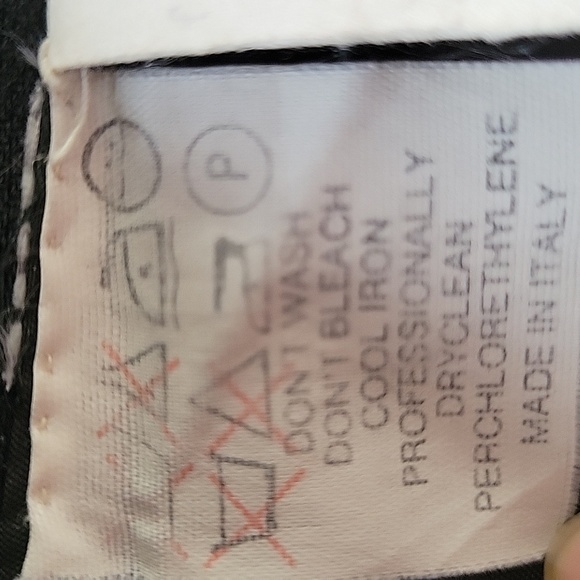 P
DON'T WASH
DON'T BLEACH
COOL IRON
PROFESSIONALLY
DRYCLEAN
PERCHLORETHYLENE
MADE IN ITALY